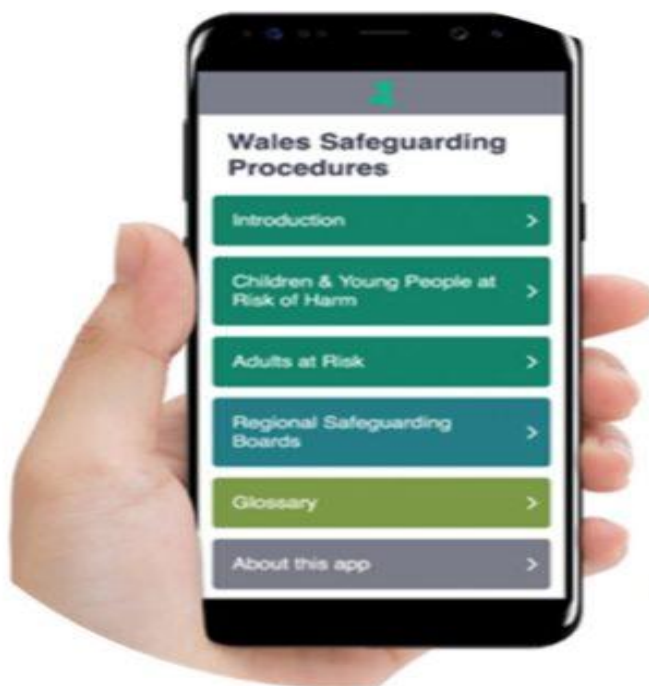 Wales Safeguarding
Procedures
Introduction
Children & Young People at
Risk of Harm
Adults at Risk
Regional Safeguarding
Boards
Glossary
About this app